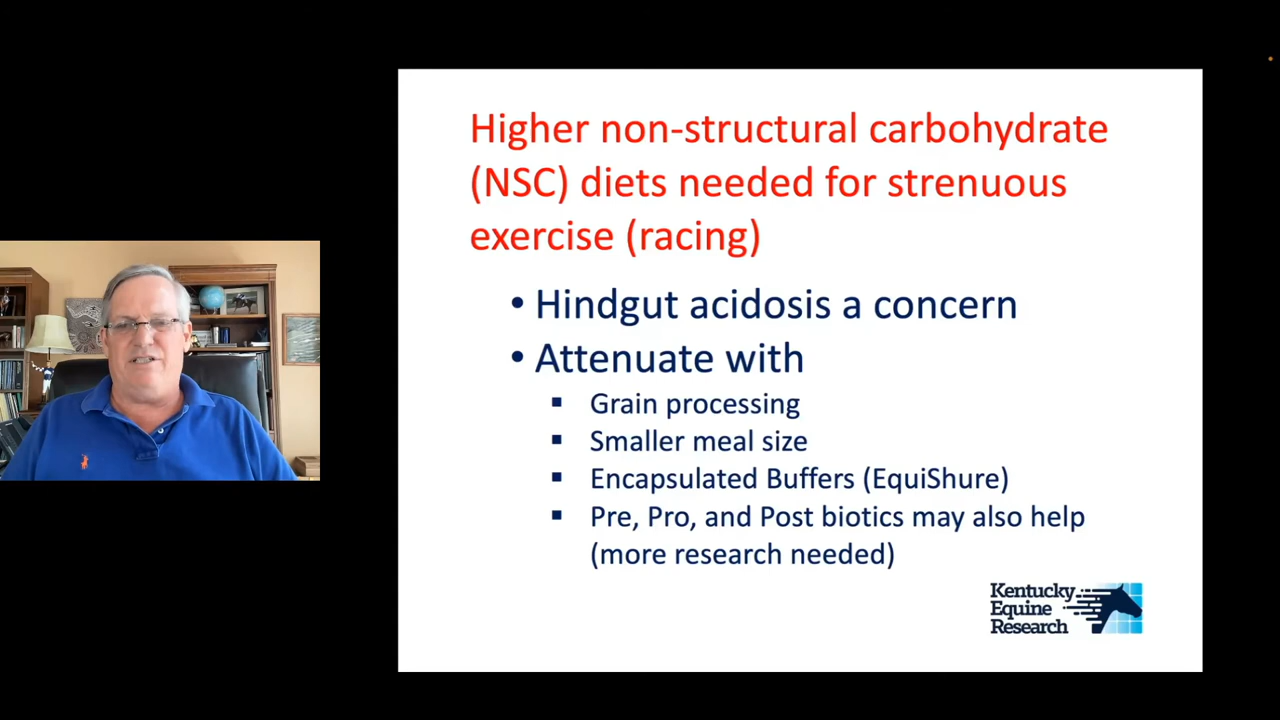 Higher non-structural carbohydrate
(NSC) diets needed for strenuous
exercise (racing)
• Hindgut acidosis a concern
• Attenuate with
▪ Grain processing
▪ Smaller meal size
▪ Encapsulated Buffers (EquiShure)
▪ Pre, Pro, and Post biotics may also help
(more research needed)
Kentucky
Equine
Research